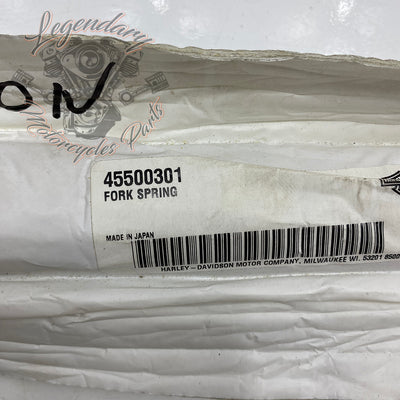 Legendary
Motorcycles Parts
ON
45500301
FORK SPRING
MADE IN JAPAN
HARLEY-DAVIDSON MOTOR COMPANY, MILWAUKEE WI. 53201